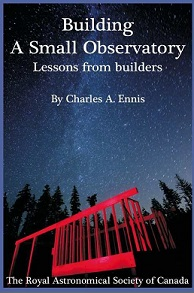 Building
A Small Observatory
Lessons from builders
By Charles A. Ennis
The Royal Astronomical Society of Canada